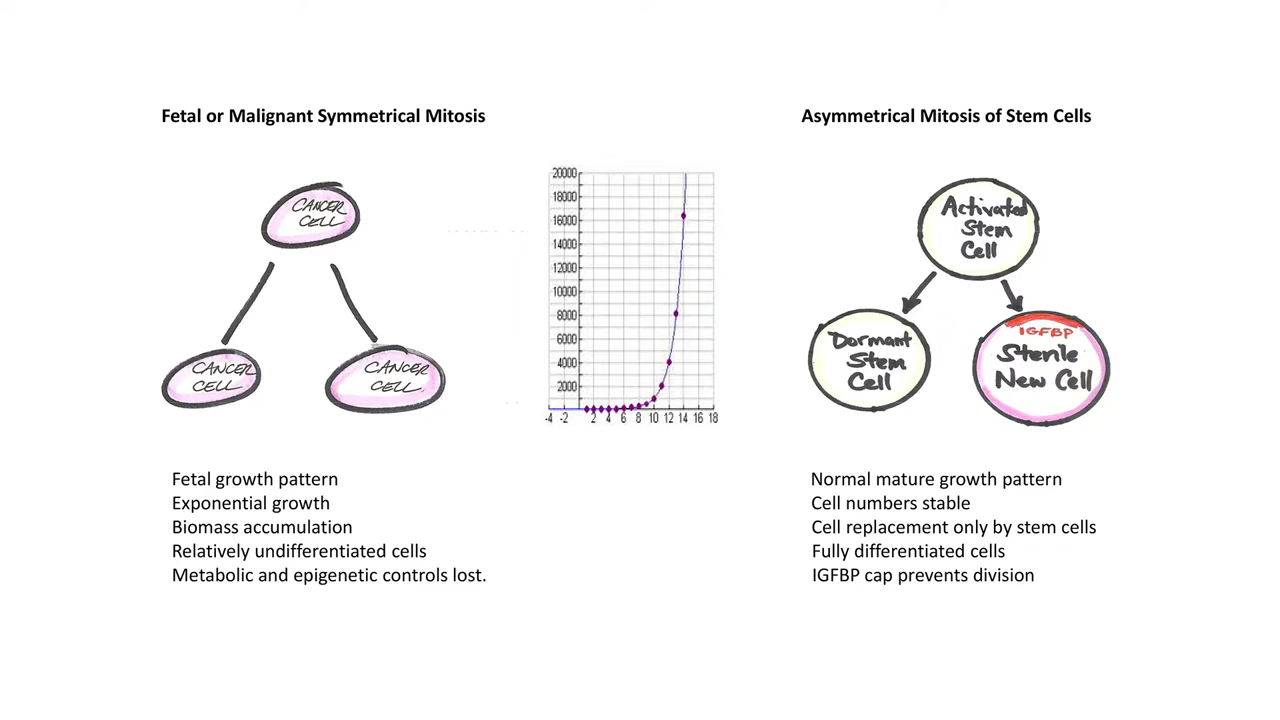 Fetal or Malignant Symmetrical Mitosis
CANCER
CELL
CANCER
CELL
CANCER
CELL.
Fetal growth pattern
Exponential growth
Biomass accumulation
Relatively undifferentiated cells
Metabolic and epigenetic controls lost.
20000
18000
16000
14000
12000
10000
8000
6000
4000
2000
-4 -2 2 4 6 8 10 12 14 16 18
Asymmetrical Mitosis of Stem Cells
Activated
Stem
Cell
Dormant
Stem
Cell
IGFBP
Sterile
New Cell
Normal mature growth pattern
Cell numbers stable
Cell replacement only by stem cells
Fully differentiated cells
IGFBP cap prevents division